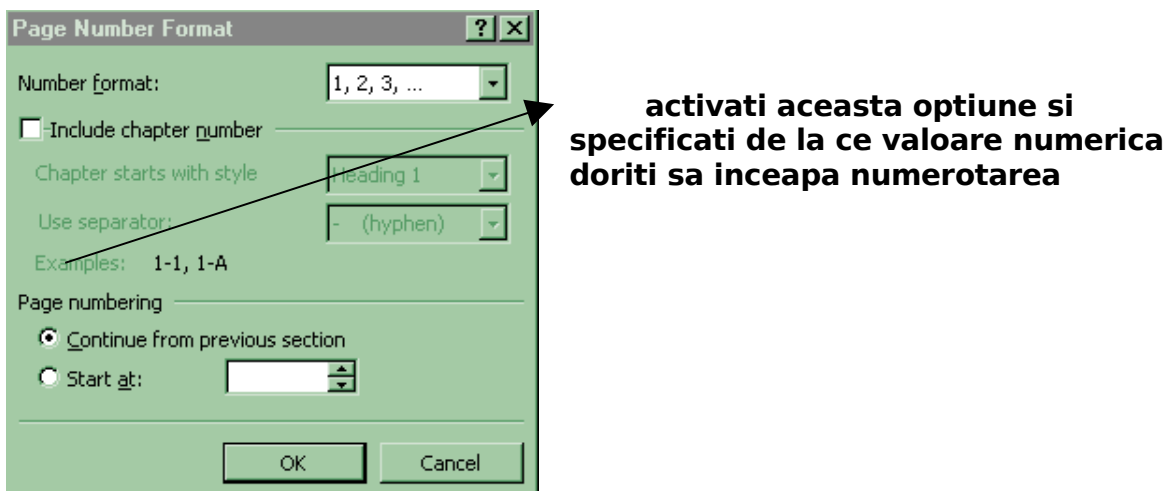 Page Number Format
Number format: 1, 2, 3, ...
Include chapter number
Chapter starts with style Heading 1
Use separator: - (hyphen)
Examples: 1-1, 1-A
Page numbering
Continue from previous section
Start at:
OK Cancel
activati aceasta optiune si
specificati de la ce valoare numerica
doriti sa inceapa numerotarea